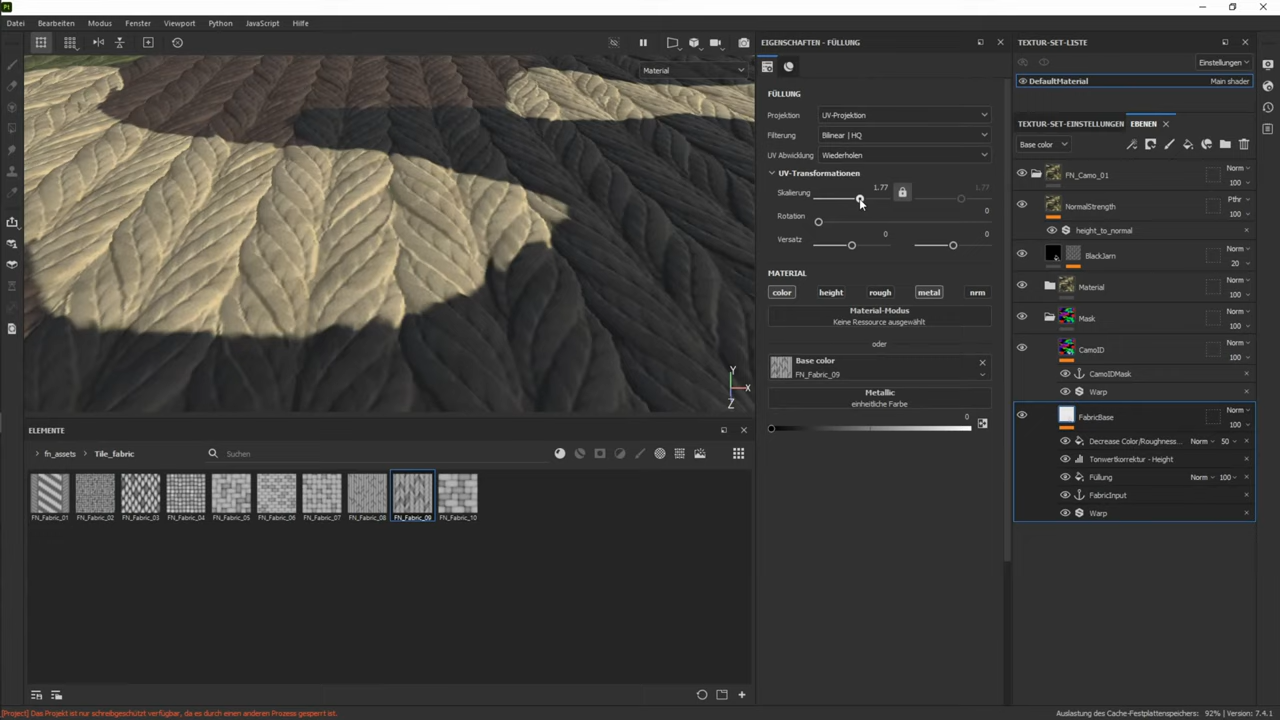 Pt
Datei Bearbeiten Modus Fenster Viewport Python JavaScript Hilfe
Material
Y
X
Z
EIGENSCHAFTEN - FÜLLUNG
FÜLLUNG
Projektion UV-Projektion
Filterung Bilinear | HQ
UV Abwicklung Wiederholen
UV-Transformationen
Skalierung 1.77 1.77
Rotation 0
Versatz 0 0
MATERIAL
color height rough metal nrm
Material-Modus
Keine Ressource ausgewählt
oder
Base color
FN_Fabric_09
Metallic
einheitliche Farbe
0
TEXTUR-SET-LISTE
Einstellungen
DefaultMaterial Main shader
TEXTUR-SET-EINSTELLUNGEN EBENEN
Base color
FN_Camo_01 Norm 100
NormalStrength Pthr 100
height_to_normal
BlackJarn Norm 20
Material Norm 100
Mask Norm 100
CamoID Norm 100
CamoIDMask
Warp
FabricBase Norm 100
Decrease Color/Roughness... Norm 50
Tonwertkorrektur - Height
Füllung Norm 100
FabricInput
Warp
ELEMENTE
fn_assets Tile_fabric Suchen
FN_Fabric_01 FN_Fabric_02 FN_Fabric_03 FN_Fabric_04 FN_Fabric_05 FN_Fabric_06 FN_Fabric_07 FN_Fabric_08 FN_Fabric_09 FN_Fabric_10
[Project] Das Projekt ist nur schreibgeschützt verfügbar, da es durch einen anderen Prozess gesperrt ist.
Auslastung des Cache-Festplattenspeichers: 92% | Version: 7.4.1